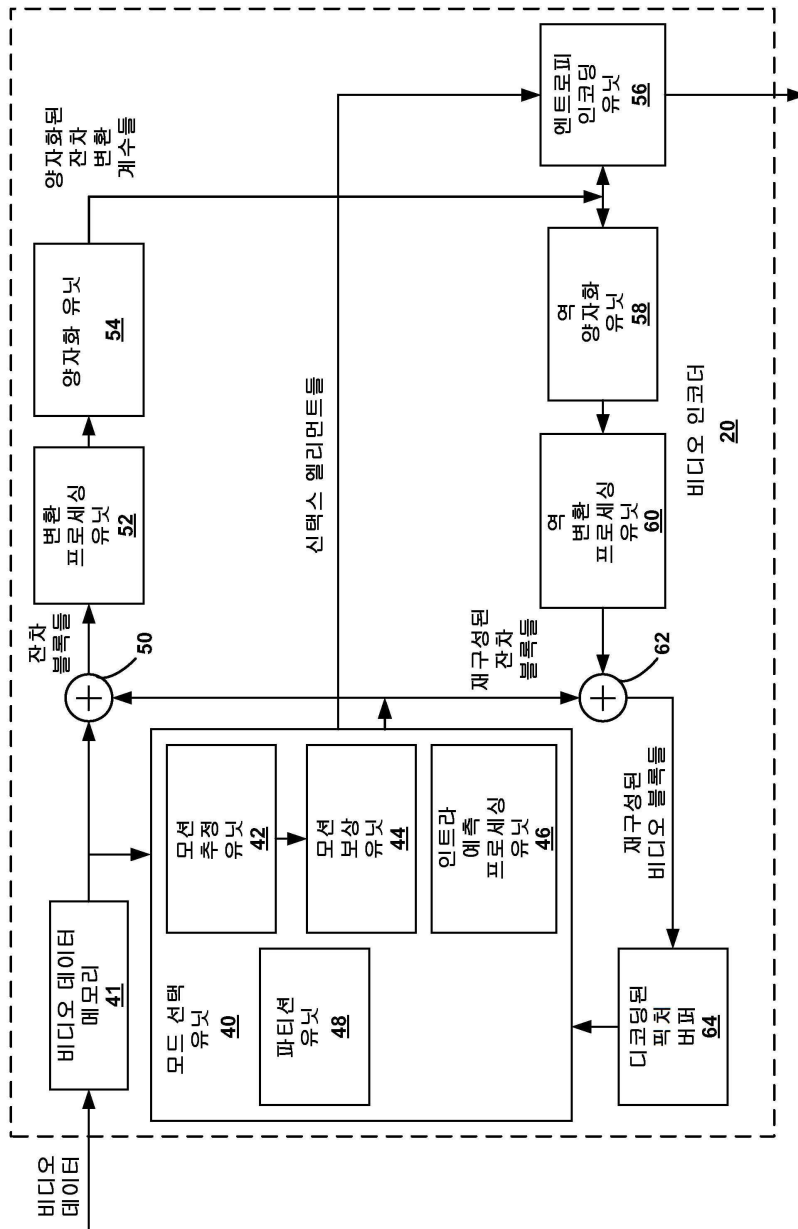 비디오
데이터
비디오 데이터
메모리
41
모드 선택
유닛
40
파티션
유닛
48
모션
추정
유닛
42
모션
보상
유닛
44
인트라
예측
프로세싱
유닛
46
디코딩된
픽처
버퍼
64
잔차
블록들
50
변환
프로세싱
유닛
52
양자화 유닛
54
양자화된
잔차
변환
계수들
신택스 엘리먼트들
재구성된
잔차
블록들
62
재구성된
비디오 블록들
역
변환
프로세싱
유닛
60
역
양자화
유닛
58
엔트로피
인코딩
유닛
56
비디오 인코더
20